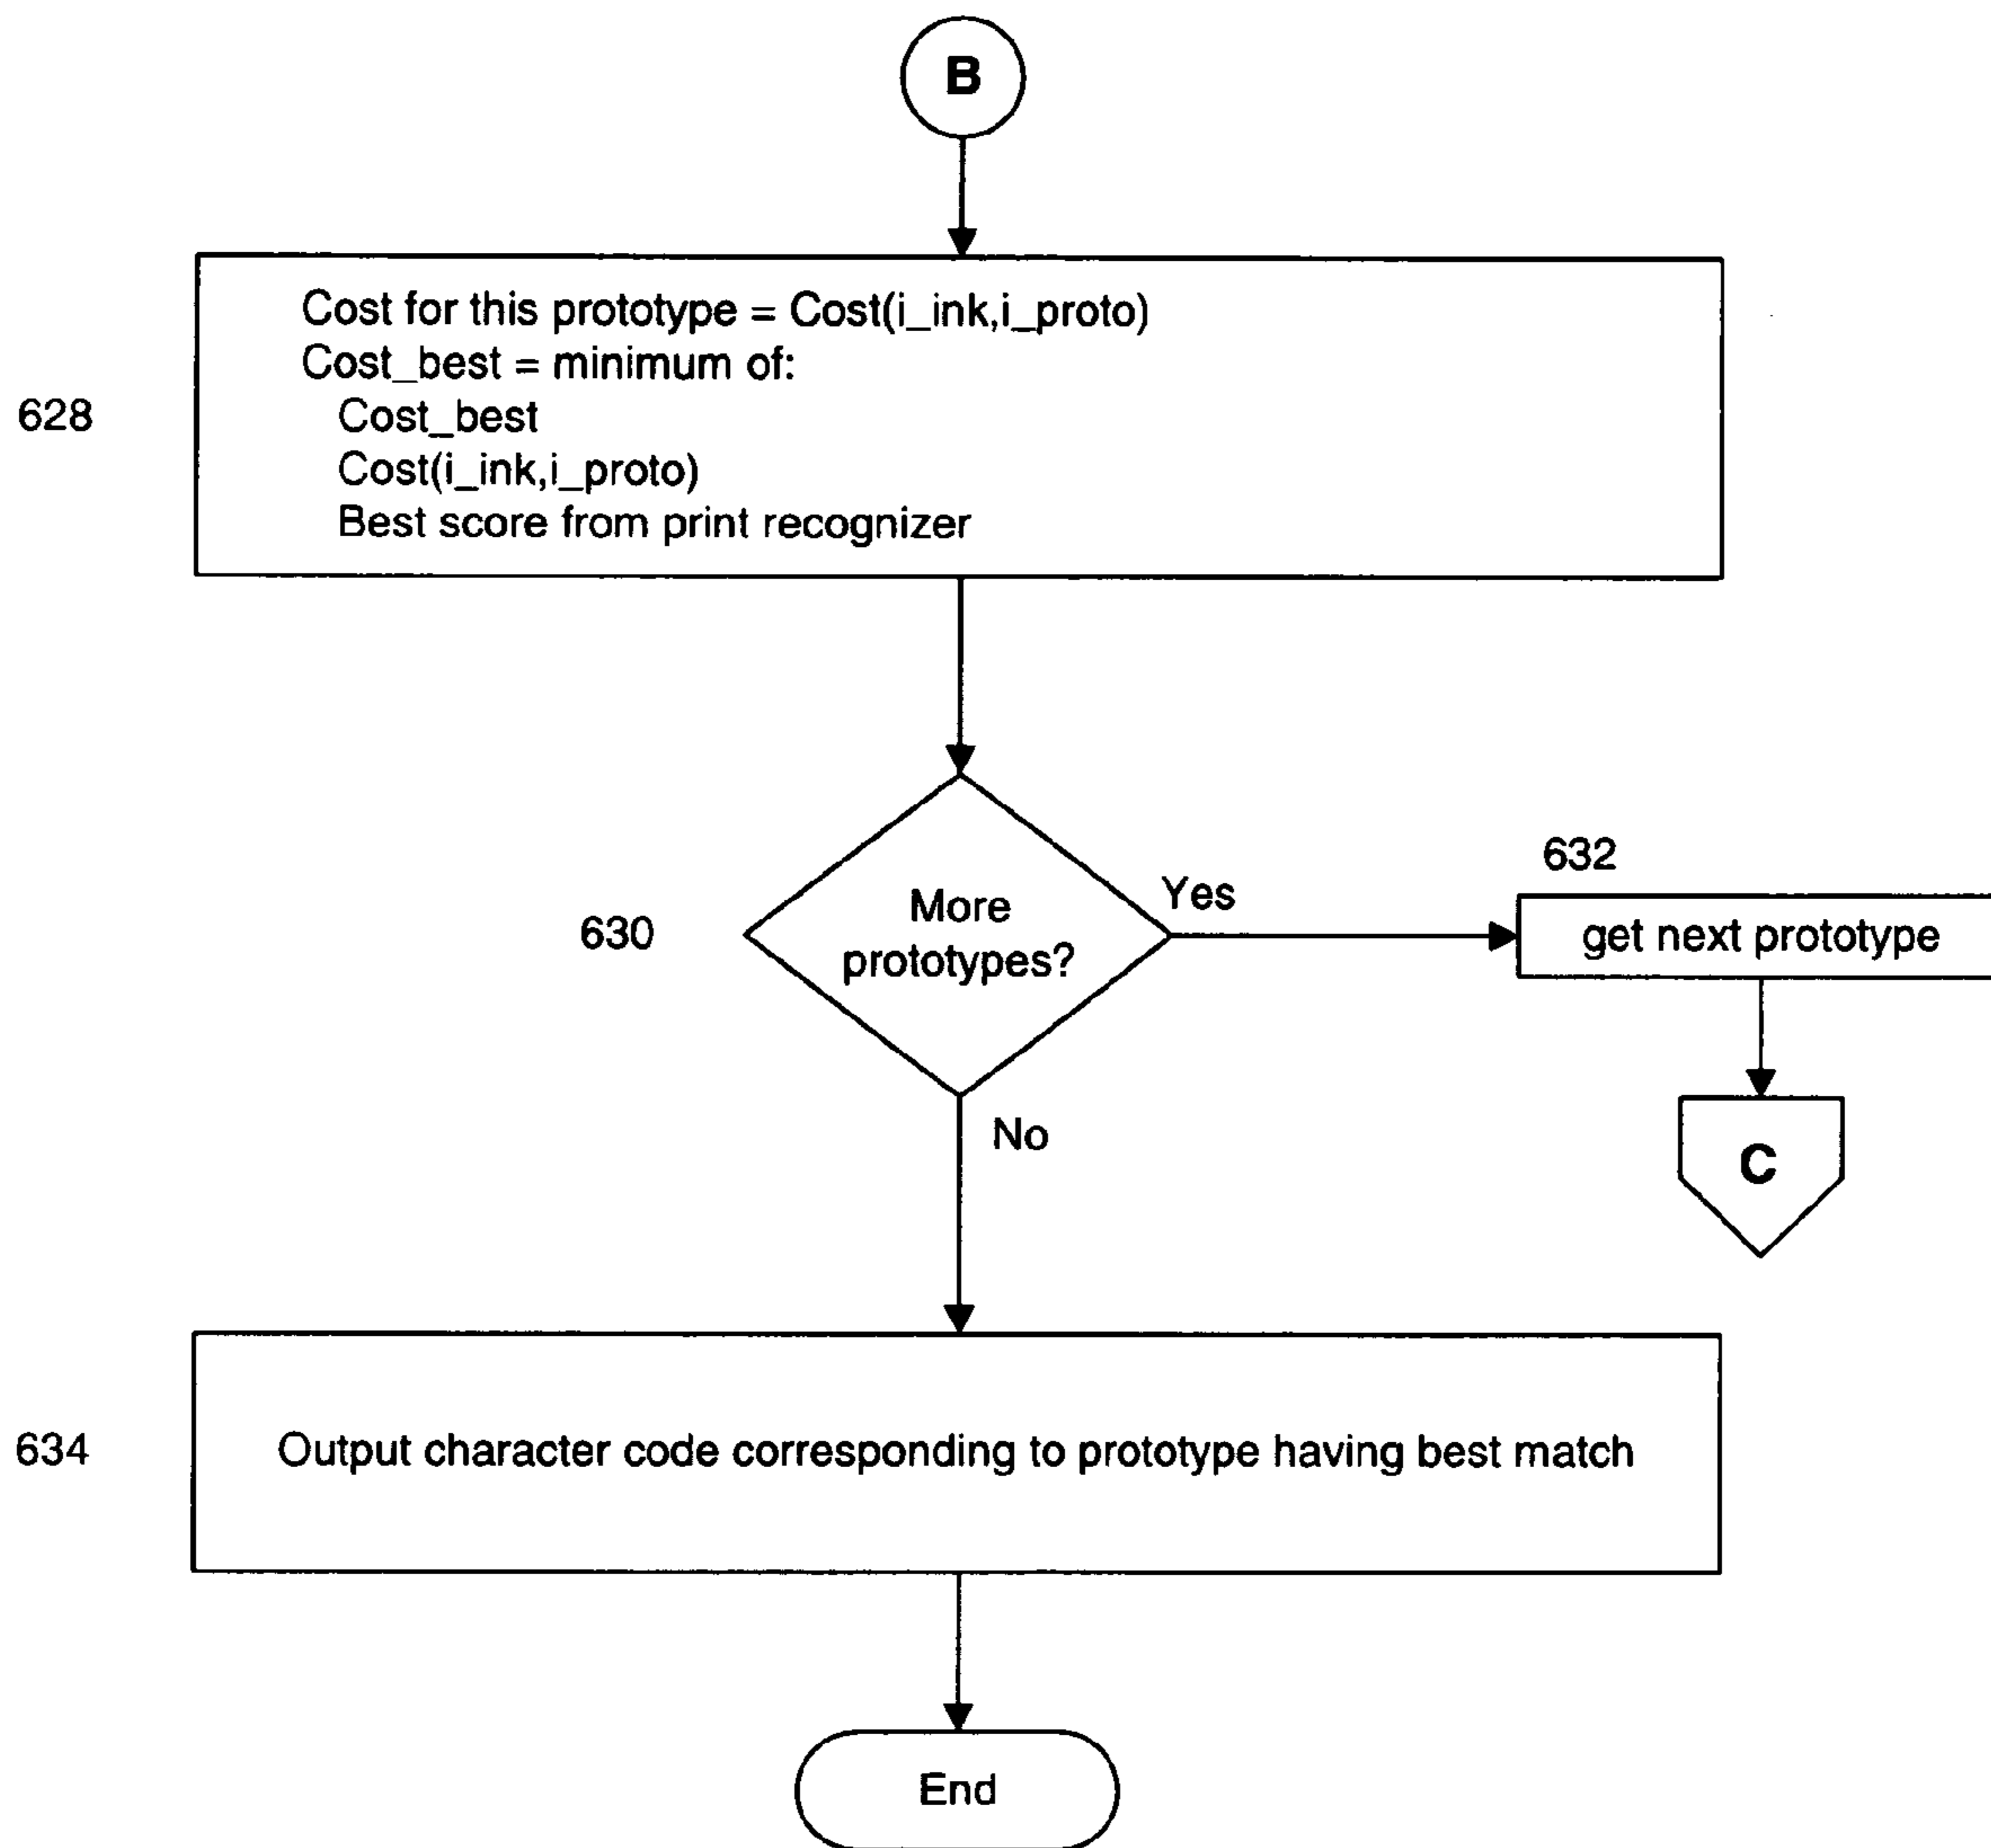 B
628
Cost for this prototype = Cost(i_ink,i_proto)
Cost_best = minimum of:
Cost_best
Cost(i_ink,i_proto)
Best score from print recognizer
630
More
prototypes?
Yes
632
get next prototype
C
No
634
Output character code corresponding to prototype having best match
End